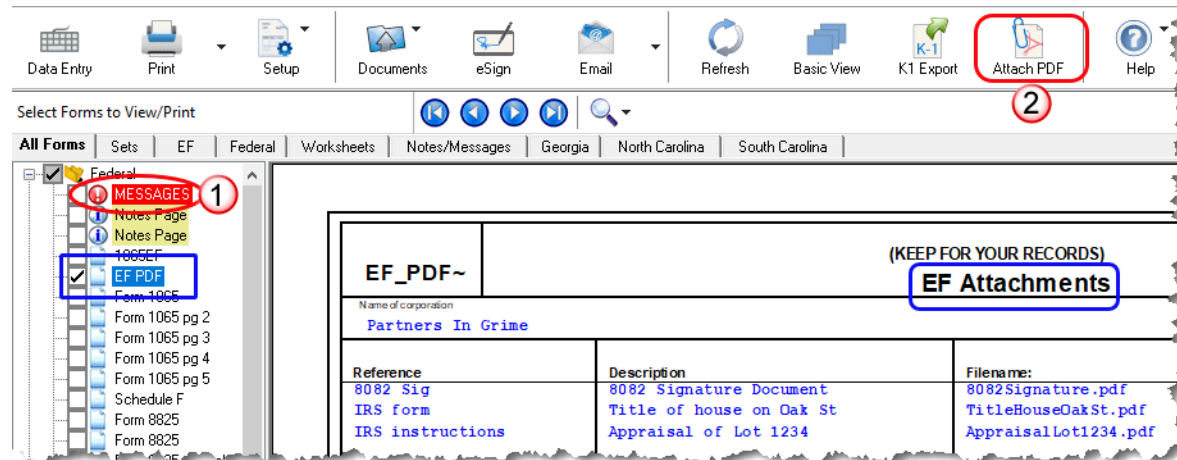 Data Entry Print Setup Documents eSign Email Refresh Basic View K-1 K1 Export Attach PDF Help
2
Select Forms to View/Print
All Forms Sets EF Federal Worksheets Notes/Messages Georgia North Carolina South Carolina
Federal
MESSAGES 1
Notes Page
Notes Page
1065EF
EF PDF
Form 1065
Form 1065 pg 2
Form 1065 pg 3
Form 1065 pg 4
Form 1065 pg 5
Schedule F
Form 8825
Form 8825
(KEEP FOR YOUR RECORDS)
EF_PDF~ EF Attachments
Name of corporation
Partners In Grime
Reference Description Filename:
8082 Sig 8082 Signature Document 8082Signature.pdf
IRS form Title of house on Oak St TitleHouseOakSt.pdf
IRS instructions Appraisal of Lot 1234 AppraisalLot1234.pdf